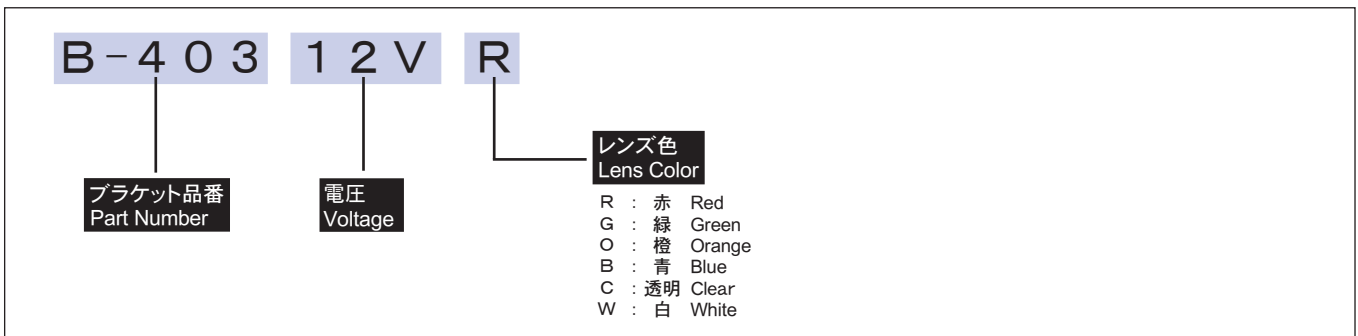 B-403 12V R
ブラケット品番
Part Number
電圧
Voltage
レンズ色
Lens Color
R : 赤 Red
G : 緑 Green
O : 橙 Orange
B : 青 Blue
C : 透明 Clear
W : 白 White